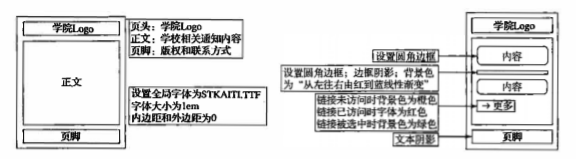 学院Logo
正文
页脚
页头：学院Logo
正文：学校相关通知内容
页脚：版权和联系方式
设置全局字体为STKAITI.TTF
字体大小为1em
内边距和外边距为0
学院Logo
设置圆角边框
内容
设置圆角边框；边框阴影；背景色
为“从左往右由红到蓝线性渐变”
内容
链接未访问时背景色为橙色
链接已访问时字体为红色
链接被选中时背景色为绿色
→更多
页脚
文本阴影